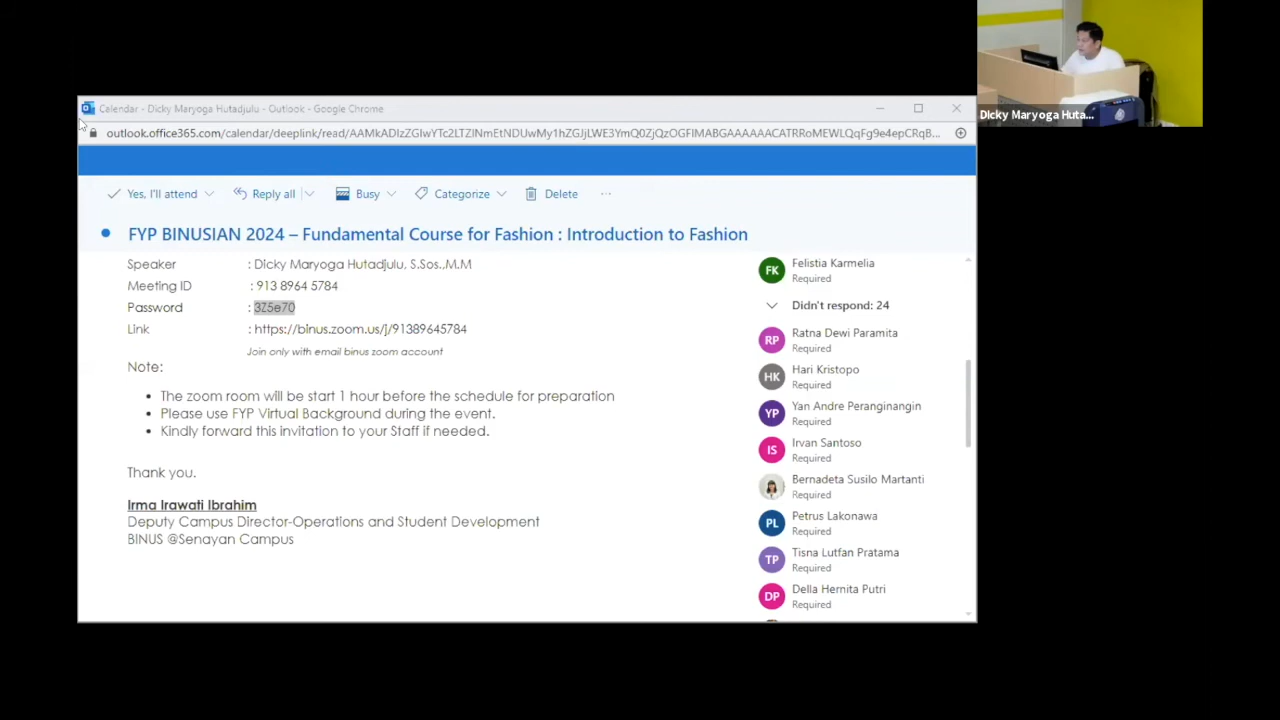 Calendar - Dicky Maryoga Hutadjulu - Outlook - Google Chrome
Dicky Maryoga Huta...
Yes, I'll attend
Reply all
Busy
Categorize
Delete
FYP BINUSIAN 2024 – Fundamental Course for Fashion : Introduction to Fashion
Speaker : Dicky Maryoga Hutadjulu, S.Sos.,M.M
Meeting ID : 913 8964 5784
Password : 3Z5e70
Link : https://binus.zoom.us/j/91389645784
Join only with email binus zoom account
Note:
• The zoom room will be start 1 hour before the schedule for preparation
• Please use FYP Virtual Background during the event.
• Kindly forward this invitation to your Staff if needed.
Thank you.
Irma Irawati Ibrahim
Deputy Campus Director-Operations and Student Development
BINUS @Senayan Campus
FK
Felistia Karmelia
Required
Didn't respond: 24
RP
Ratna Dewi Paramita
Required
HK
Hari Kristopo
Required
YP
Yan Andre Peranginangin
Required
IS
Irvan Santoso
Required
Bernadeta Susilo Martanti
Required
PL
Petrus Lakonawa
Required
TP
Tisna Lutfan Pratama
Required
DP
Della Hernita Putri
Required